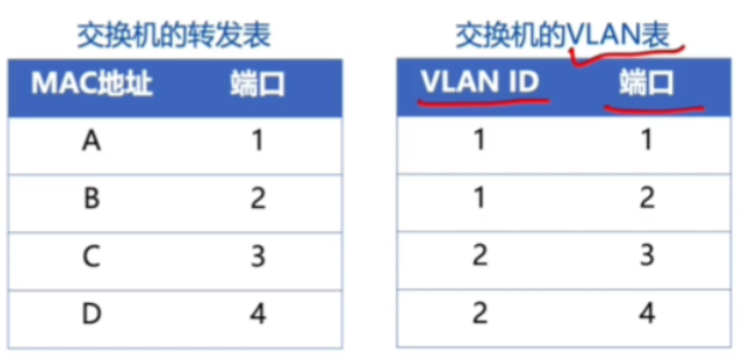 交换机的转发表
MAC地址 端口
A 1
B 2
C 3
D 4
交换机的VLAN表
VLAN ID 端口
1 1
1 2
2 3
2 4